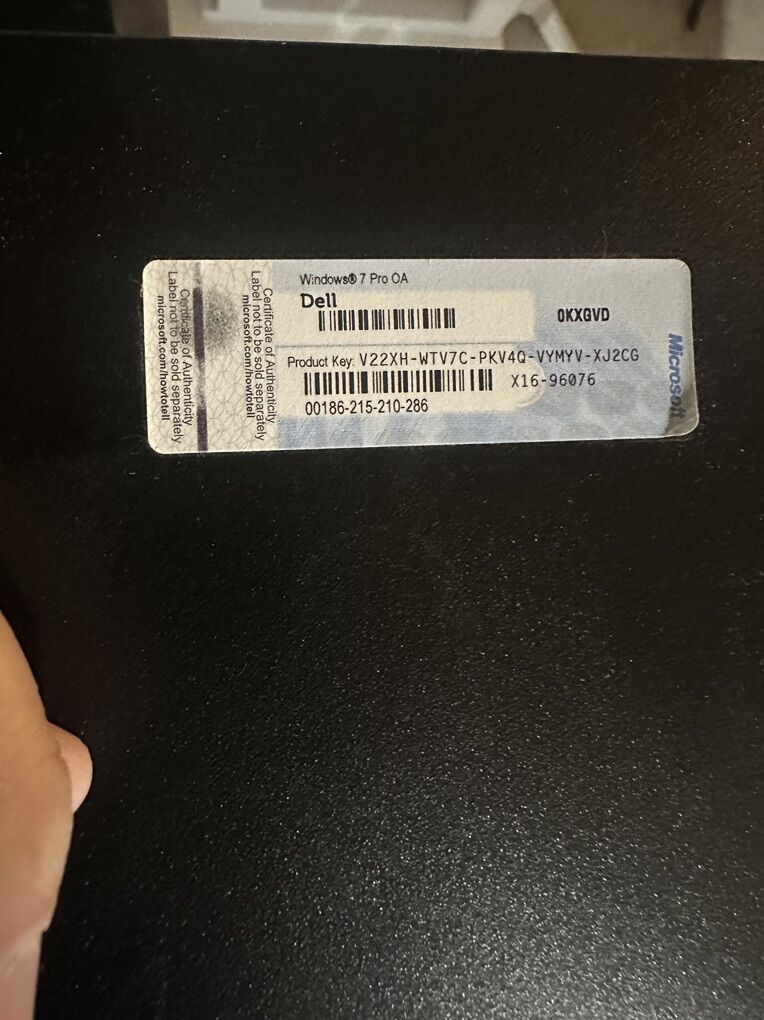 Certificate of Authenticity
Label not to be sold separately
microsoft.com/howtotell
Certificate of Authenticity
Label not to be sold separately
microsoft.com/howtotell
Windows® 7 Pro OA
Dell
0KXGVD
Product Key: V22XH-WTV7C-PKV4Q-VYMYV-XJ2CG
X16-96076
00186-215-210-286
Microsoft